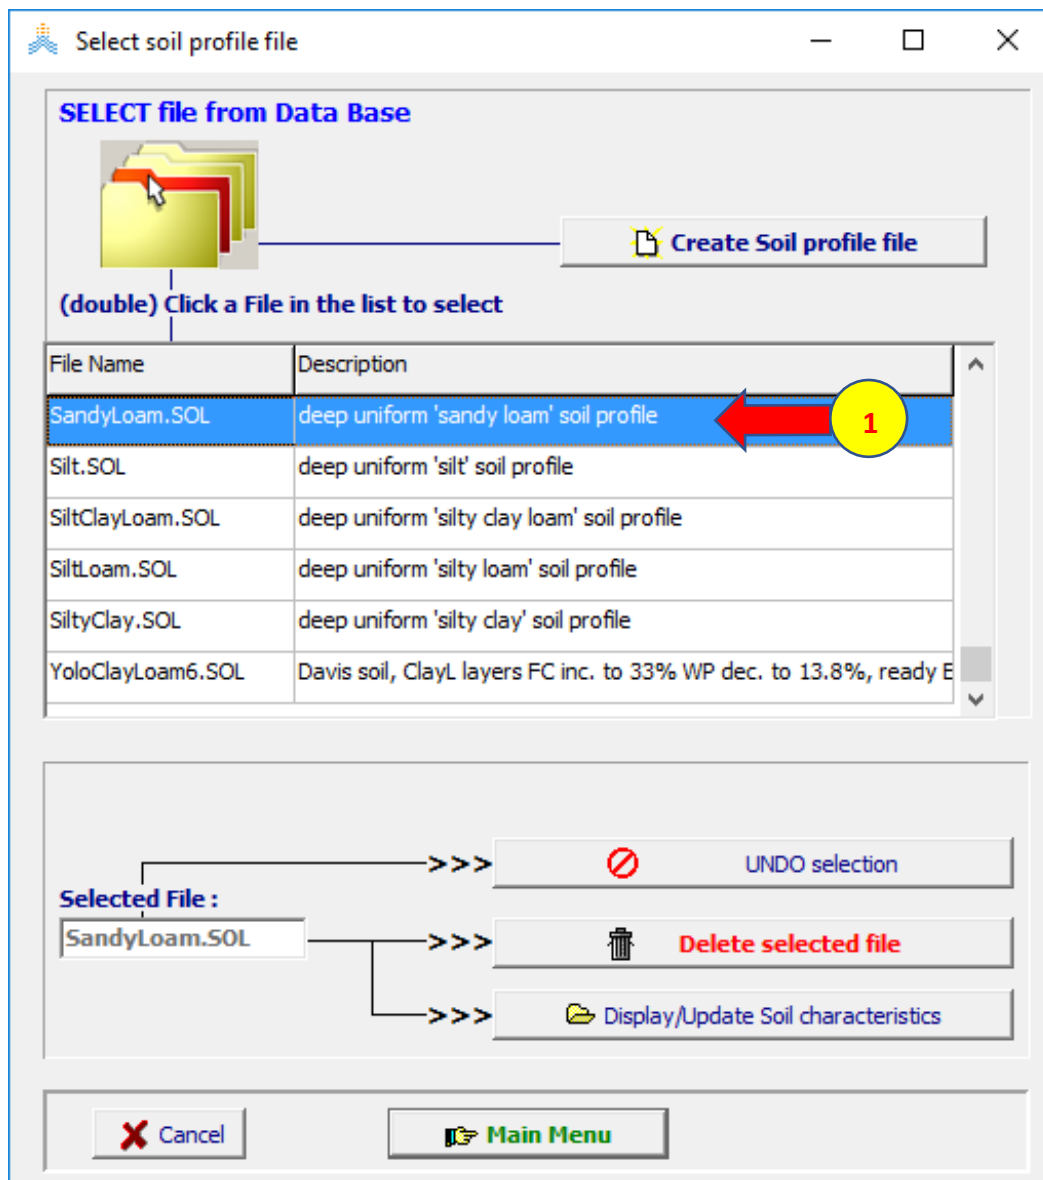 Select soil profile file
SELECT file from Data Base
Create Soil profile file
(double) Click a File in the list to select
File Name Description
SandyLoam.SOL deep uniform 'sandy loam' soil profile 1
Silt.SOL deep uniform 'silt' soil profile
SiltClayLoam.SOL deep uniform 'silty clay loam' soil profile
SiltLoam.SOL deep uniform 'silty loam' soil profile
SiltyClay.SOL deep uniform 'silty clay' soil profile
YoloClayLoam6.SOL Davis soil, ClayL layers FC inc. to 33% WP dec. to 13.8%, ready E
>>> UNDO selection
Selected File :
SandyLoam.SOL >>> Delete selected file
>>> Display/Update Soil characteristics
Cancel Main Menu